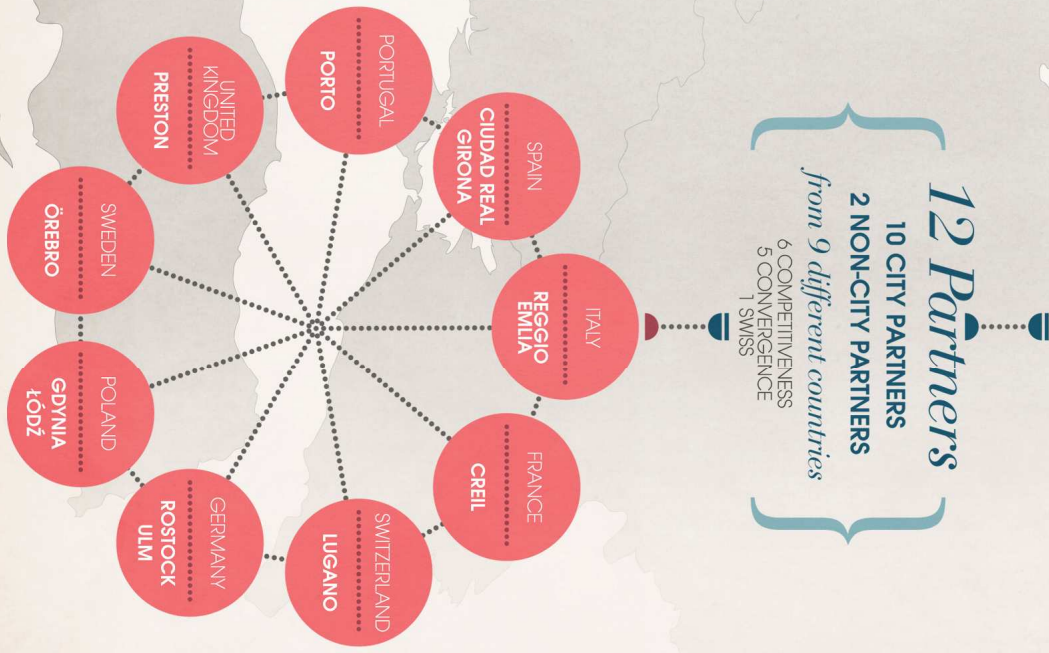 12 Partners
10 CITY PARTNERS
2 NON-CITY PARTNERS
from 9 different countries
6 COMPETITIVENESS
5 CONVERGENCE
1 SWISS
ITALY
REGGIO
EMLIA
FRANCE
CREIL
SWITZERLAND
LUGANO
GERMANY
ROSTOCK
ULM
POLAND
GDYNIA
ŁÓDŹ
SWEDEN
ÖREBRO
UNITED
KINGDOM
PRESTON
PORTUGAL
PORTO
SPAIN
CIUDAD REAL
GIRONA